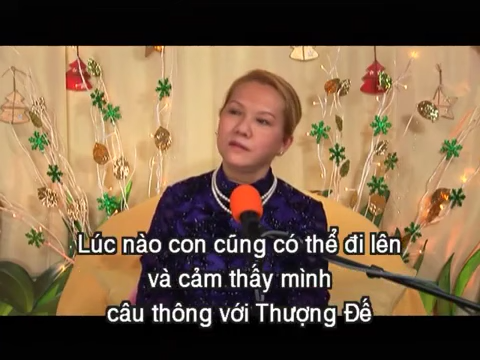 Lúc nào con cũng có thể đi lên
và cảm thấy mình
câu thông với Thượng Đế